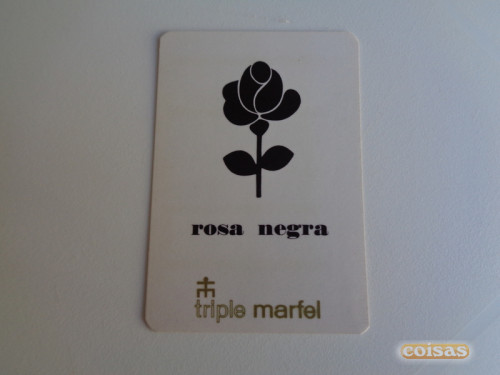 rosa negra
triple marfel
coisas